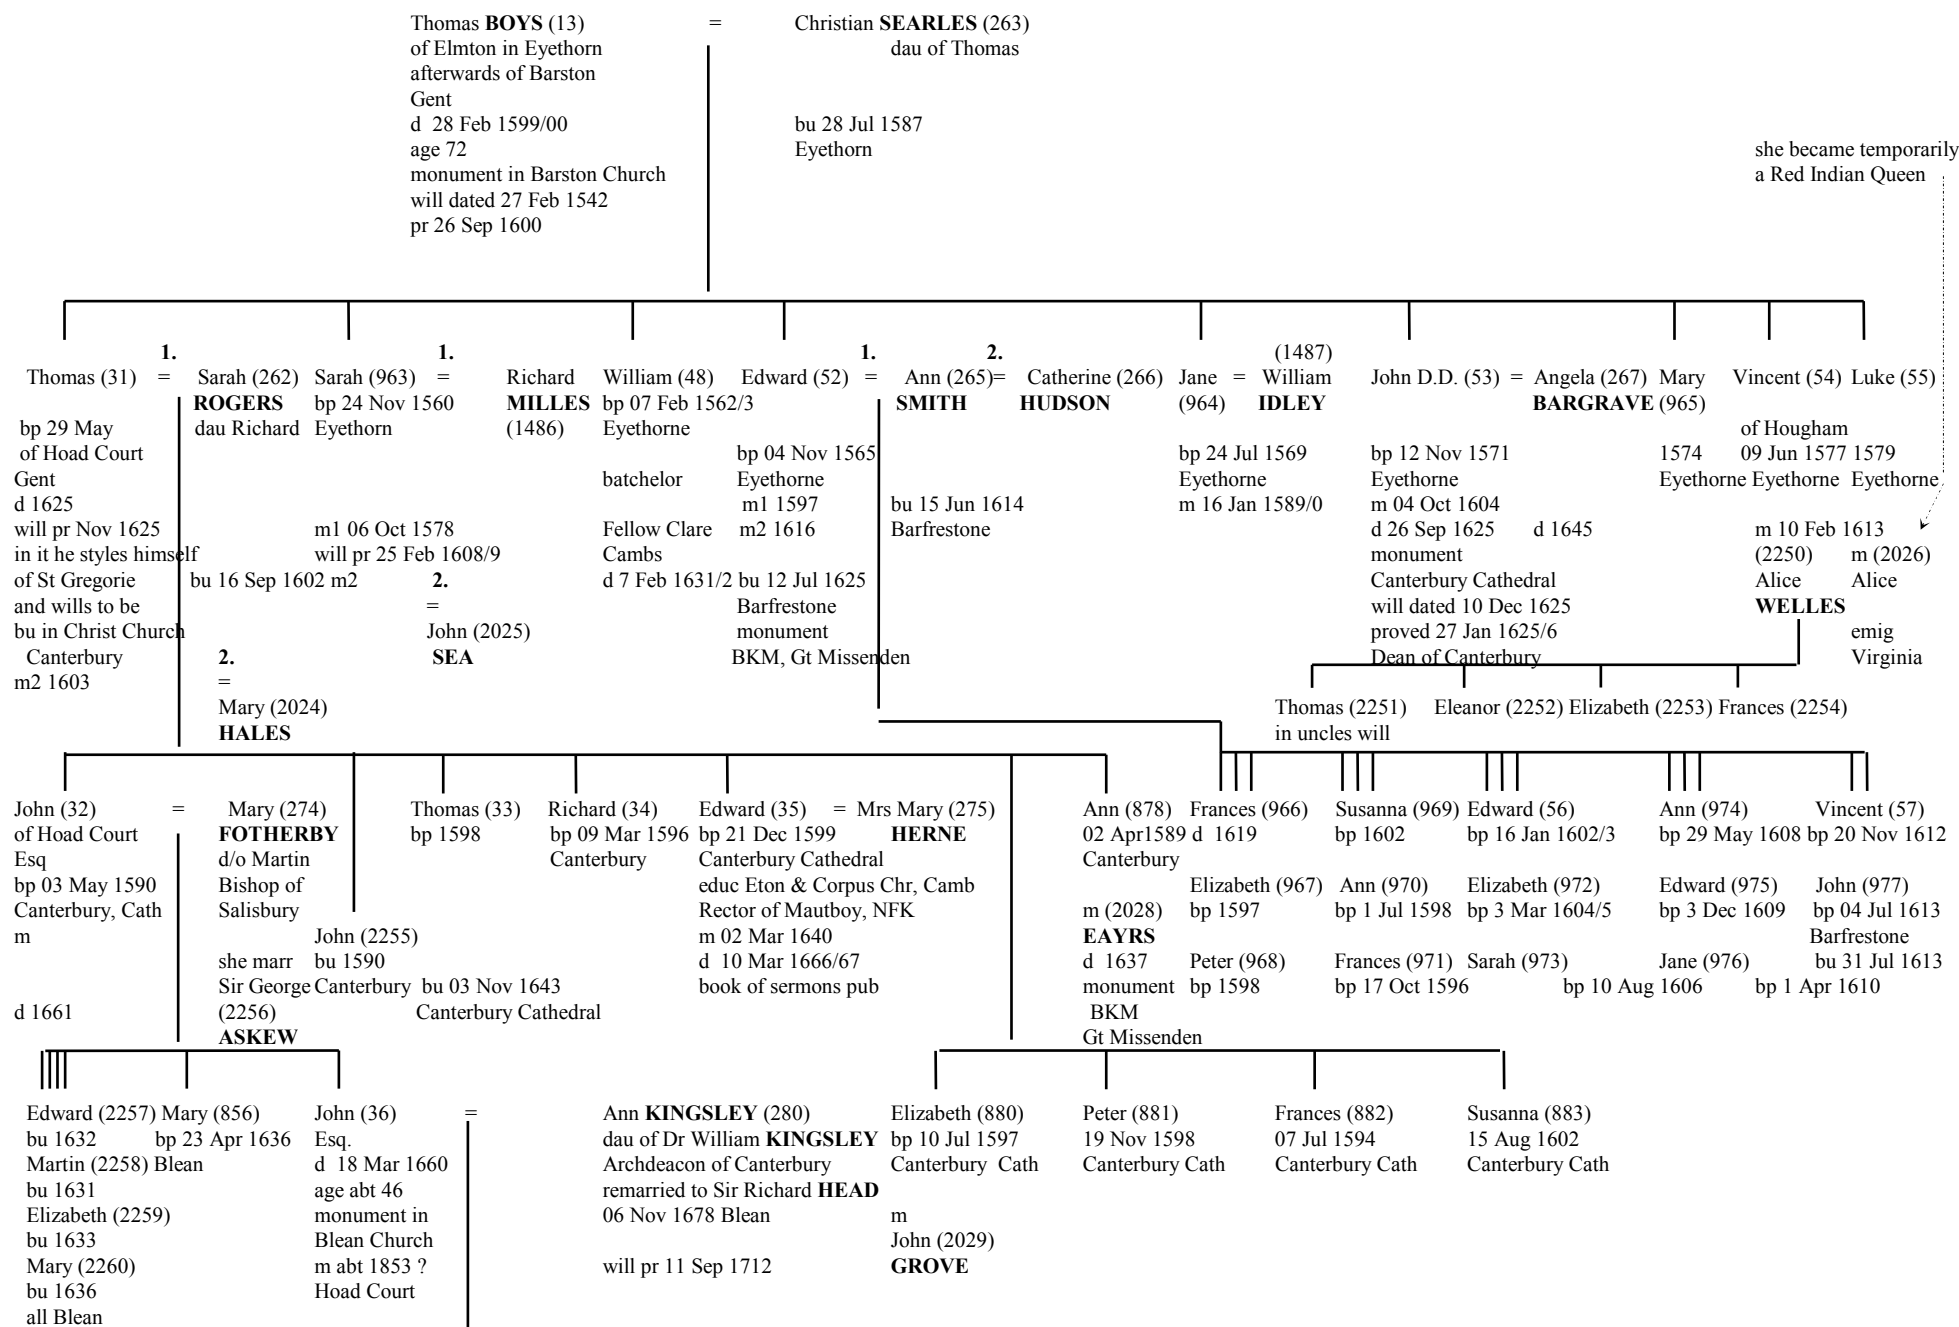 Thomas BOYS (13) = Christian SEARLES (263)
of Elmton in Eyethorn dau of Thomas
afterwards of Barston
Gent
d 28 Feb 1599/00 bu 28 Jul 1587
age 72 Eyethorn
monument in Barston Church
will dated 27 Feb 1542
pr 26 Sep 1600
she became temporarily
a Red Indian Queen
1. 1. 1. 2. (1487)
Thomas (31) = Sarah (262) Sarah (963) = Richard William (48) Edward (52) = Ann (265)= Catherine (266) Jane = William John D.D. (53) = Angela (267) Mary Vincent (54) Luke (55)
ROGERS bp 24 Nov 1560 MILLES bp 07 Feb 1562/3 SMITH HUDSON (964) IDLEY BARGRAVE (965)
bp 29 May dau Richard Eyethorn (1486) Eyethorne of Hougham
of Hoad Court bp 04 Nov 1565 bp 24 Jul 1569 bp 12 Nov 1571 1574 09 Jun 1577 1579
Gent batchelor Eyethorne Eyethorne Eyethorne Eyethorne Eyethorne Eyethorne
d 1625 m1 1597 bu 15 Jun 1614 m 16 Jan 1589/0 m 04 Oct 1604
will pr Nov 1625 m1 06 Oct 1578 Fellow Clare m2 1616 Barfrestone d 26 Sep 1625 d 1645 m 10 Feb 1613
in it he styles himself will pr 25 Feb 1608/9 Cambs monument (2250) m (2026)
of St Gregorie bu 16 Sep 1602 m2 2. d 7 Feb 1631/2 bu 12 Jul 1625 Canterbury Cathedral Alice Alice
and wills to be = Barfrestone will dated 10 Dec 1625 WELLES
bu in Christ Church John (2025) monument proved 27 Jan 1625/6 emig
Canterbury 2. SEA BKM, Gt Missenden Dean of Canterbury Virginia
m2 1603 =
Mary (2024) Thomas (2251) Eleanor (2252) Elizabeth (2253) Frances (2254)
HALES in uncles will
John (32) = Mary (274) Thomas (33) Richard (34) Edward (35) = Mrs Mary (275) Ann (878) Frances (966) Susanna (969) Edward (56) Ann (974) Vincent (57)
of Hoad Court FOTHERBY bp 1598 bp 09 Mar 1596 bp 21 Dec 1599 HERNE 02 Apr1589 d 1619 bp 1602 bp 16 Jan 1602/3 bp 29 May 1608 bp 20 Nov 1612
Esq d/o Martin Canterbury Canterbury Cathedral Canterbury
bp 03 May 1590 Bishop of educ Eton & Corpus Chr, Camb Elizabeth (967) Ann (970) Elizabeth (972) Edward (975) John (977)
Canterbury, Cath Salisbury Rector of Mautboy, NFK m (2028) bp 1597 bp 1 Jul 1598 bp 3 Mar 1604/5 bp 3 Dec 1609 bp 04 Jul 1613
m John (2255) m 02 Mar 1640 EAYRS Barfrestone
she marr bu 1590 d 10 Mar 1666/67 d 1637 Peter (968) Frances (971) Sarah (973) Jane (976) bu 31 Jul 1613
Sir George Canterbury bu 03 Nov 1643 book of sermons pub monument bp 1598 bp 17 Oct 1596 bp 10 Aug 1606 bp 1 Apr 1610
d 1661 (2256) Canterbury Cathedral BKM
ASKEW Gt Missenden
Edward (2257) Mary (856) John (36) = Ann KINGSLEY (280) Elizabeth (880) Peter (881) Frances (882) Susanna (883)
bu 1632 bp 23 Apr 1636 Esq. dau of Dr William KINGSLEY bp 10 Jul 1597 19 Nov 1598 07 Jul 1594 15 Aug 1602
Martin (2258) Blean d 18 Mar 1660 Archdeacon of Canterbury Canterbury Cath Canterbury Cath Canterbury Cath Canterbury Cath
bu 1631 age abt 46 remarried to Sir Richard HEAD
Elizabeth (2259) monument in 06 Nov 1678 Blean m
bu 1633 Blean Church John (2029)
Mary (2260) m abt 1853 ? will pr 11 Sep 1712 GROVE
bu 1636 Hoad Court
all Blean